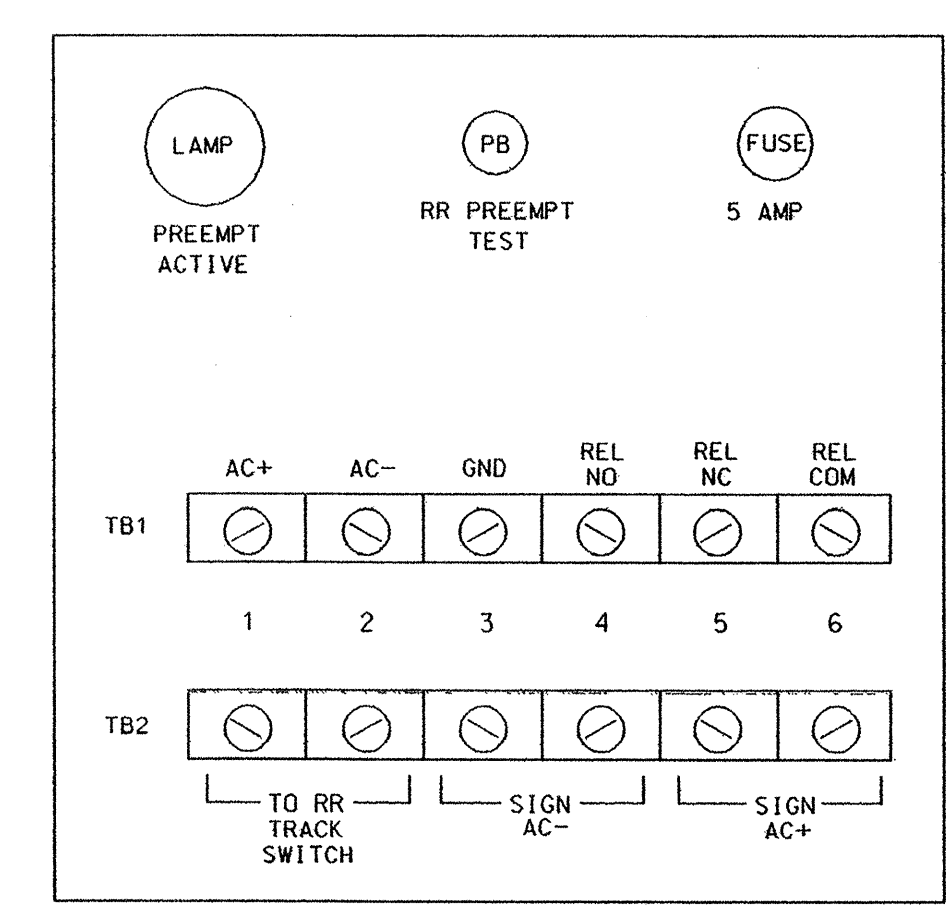 LAMP
PREEMPT
ACTIVE
PB
RR PREEMPT
TEST
FUSE
5 AMP
AC+
AC-
GND
REL
NO
REL
NC
REL
COM
TB1
1 2 3 4 5 6
TB2
TO RR
TRACK
SWITCH
SIGN
AC-
SIGN
AC+